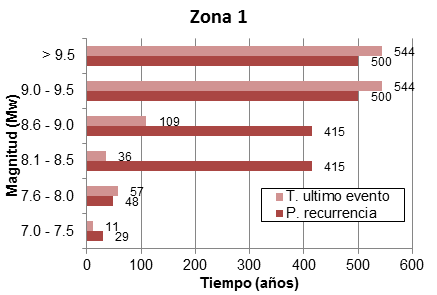 Zona 1
Magnitud (Mw)
> 9.5
544
500
9.0 - 9.5
544
500
8.6 - 9.0
109
415
8.1 - 8.5
36
415
7.6 - 8.0
57
48
7.0 - 7.5
11
29
T. ultimo evento
P. recurrencia
0 100 200 300 400 500 600
Tiempo (años)